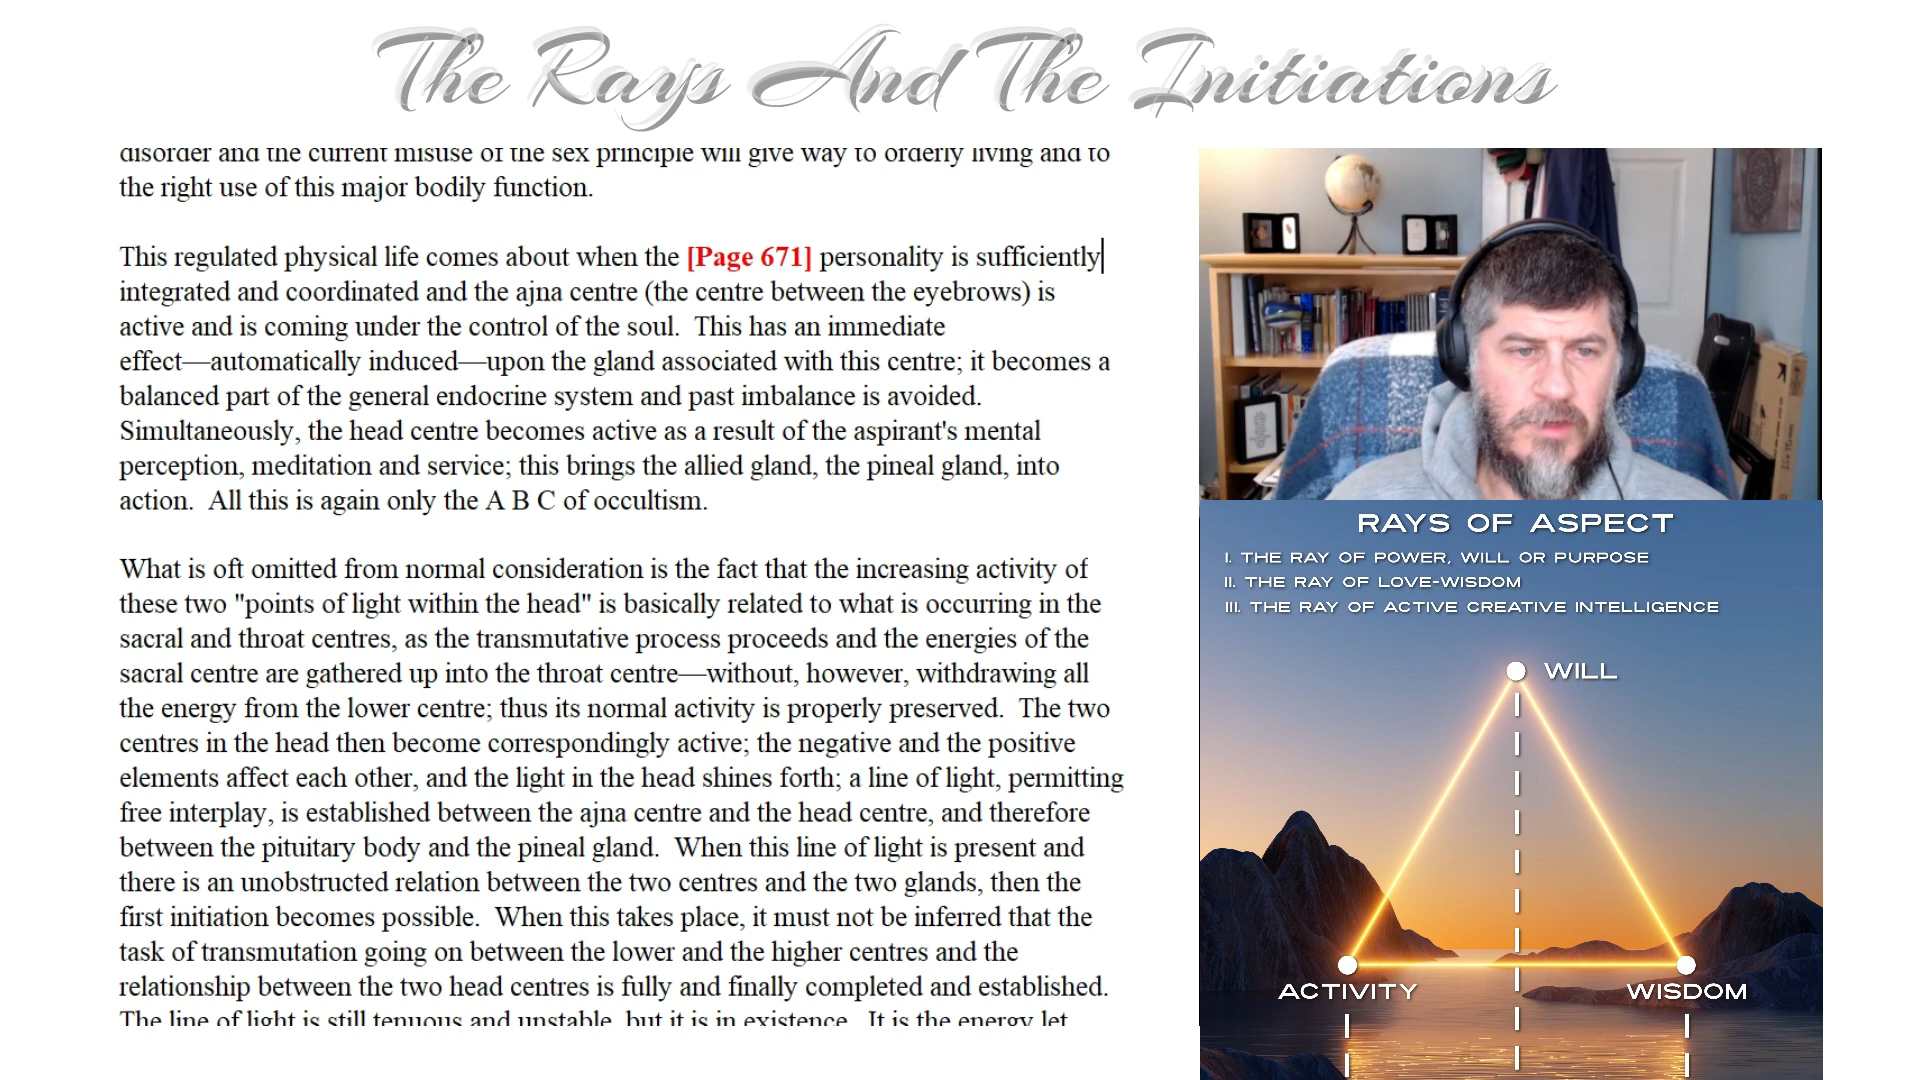 The Rays And The Initiations
disorder and the current misuse of the sex principle will give way to orderly living and to
the right use of this major bodily function.
This regulated physical life comes about when the [Page 671] personality is sufficiently
integrated and coordinated and the ajna centre (the centre between the eyebrows) is
active and is coming under the control of the soul.  This has an immediate
effect—automatically induced—upon the gland associated with this centre; it becomes a
balanced part of the general endocrine system and past imbalance is avoided.
Simultaneously, the head centre becomes active as a result of the aspirant's mental
perception, meditation and service; this brings the allied gland, the pineal gland, into
action.  All this is again only the A B C of occultism.
What is oft omitted from normal consideration is the fact that the increasing activity of
these two "points of light within the head" is basically related to what is occurring in the
sacral and throat centres, as the transmutative process proceeds and the energies of the
sacral centre are gathered up into the throat centre—without, however, withdrawing all
the energy from the lower centre; thus its normal activity is properly preserved.  The two
centres in the head then become correspondingly active; the negative and the positive
elements affect each other, and the light in the head shines forth; a line of light, permitting
free interplay, is established between the ajna centre and the head centre, and therefore
between the pituitary body and the pineal gland.  When this line of light is present and
there is an unobstructed relation between the two centres and the two glands, then the
first initiation becomes possible.  When this takes place, it must not be inferred that the
task of transmutation going on between the lower and the higher centres and the
relationship between the two head centres is fully and finally completed and established.
The line of light is still tenuous and unstable, but it is in existence.  It is the energy let
RAYS OF ASPECT
I. THE RAY OF POWER, WILL OR PURPOSE
II. THE RAY OF LOVE-WISDOM
III. THE RAY OF ACTIVE CREATIVE INTELLIGENCE
WILL
ACTIVITY
WISDOM